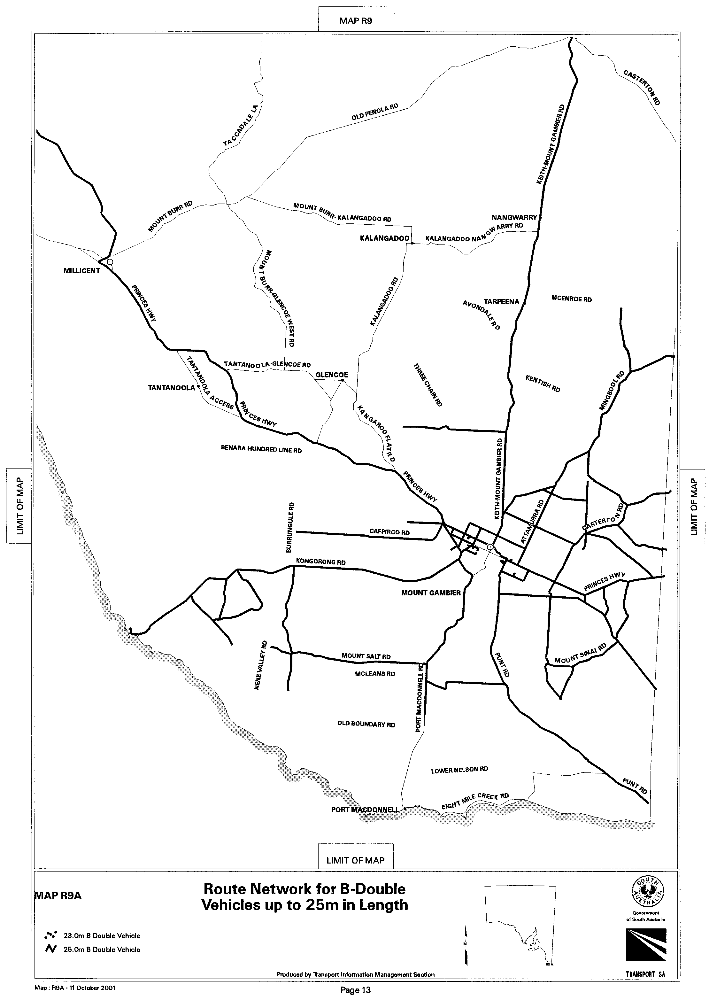 MAP R9
CASTERTON RD
OLD PENOLA RD
YACCADALE LA
KEITH-MOUNT GAMBIER RD
MOUNT BURR RD
MOUNT BURR-KALANGADOO RD
NANGWARRY
KALANGADOO
KALANGADOO-NANGWARRY RD
MILLICENT
MOUNT BURR-GLENCOE WEST RD
PRINCES HWY
KALANGADOO RD
TARPEENA
AVONDALE RD
MCENROE RD
TANTANOOLA-GLENCOE RD
GLENCOE
TANTANOOLA
TANTANOOLA ACCESS
THREE CHAIN RD
KENTISH RD
MINGBOOL RD
PRINCES HWY
KANGAROO FLATR D
BENARA HUNDRED LINE RD
KEITH-MOUNT GAMBIER RD
LIMIT OF MAP
LIMIT OF MAP
PRINCES HWY
BURRUNGULE RD
CAFPIRCO RD
ATTAMURRA RD
CASTERTON RD
KONGORONG RD
PRINCES HWY
MOUNT GAMBIER
NENE VALLEY RD
MOUNT SALT RD
MCLEANS RD
PORT MACDONNELL RD
PUNT RD
MOUNT SINAI RD
OLD BOUNDARY RD
LOWER NELSON RD
PUNT RD
EIGHT MILE CREEK RD
PORT MACDONNELL
LIMIT OF MAP
MAP R9A
Route Network for B-Double
Vehicles up to 25m in Length
23.0m B Double Vehicle
25.0m B Double Vehicle
N
R9A
SOUTH AUSTRALIA
Government
of South Australia
TRANSPORT SA
Produced by Transport Information Management Section
Map : R9A - 11 October 2001
Page 13